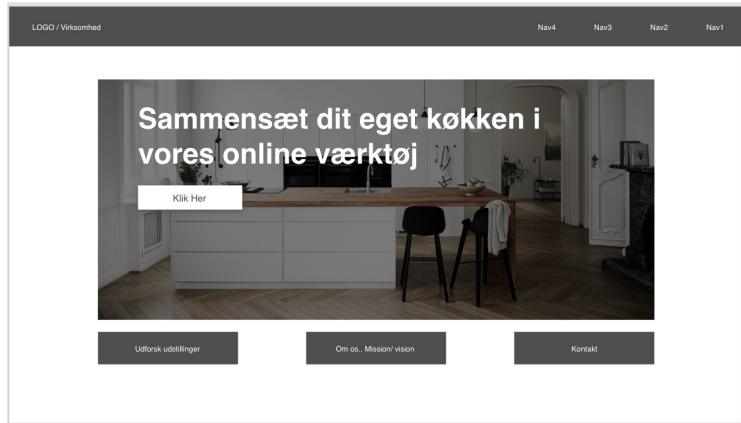 LOGO / Virksomhed
Nav4
Nav3
Nav2
Nav1
Sammensæt dit eget køkken i
vores online værktøj
Klik Her
Udforsk udstillinger
Om os.. Mission/ vision
Kontakt